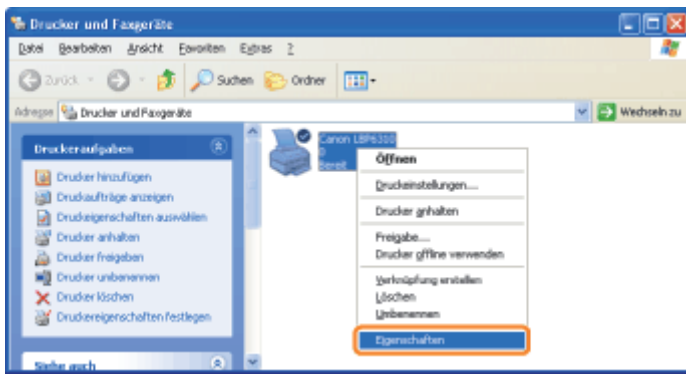 Drucker und Faxgeräte
Datei Bearbeiten Ansicht Favoriten Extras ?
Zurück Suchen Ordner
Adresse Drucker und Faxgeräte Wechseln zu
Druckeraufgaben
Drucker hinzufügen
Druckaufträge anzeigen
Druckeigenschaften auswählen
Drucker anhalten
Drucker freigeben
Drucker umbenennen
Drucker löschen
Druckereigenschaften festlegen
Siehe auch
Canon LBP6310
0
Bereit
Öffnen
Druckeinstellungen...
Drucker anhalten
Freigabe...
Drucker offline verwenden
Verknüpfung erstellen
Löschen
Umbenennen
Eigenschaften